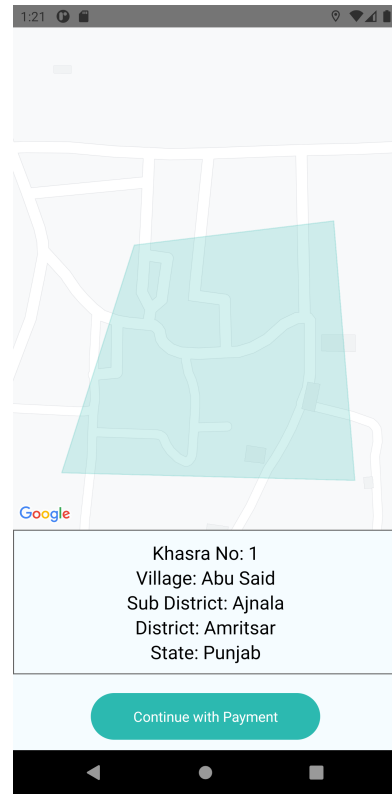 1:21
Google
Khasra No: 1
Village: Abu Said
Sub District: Ajnala
District: Amritsar
State: Punjab
Continue with Payment